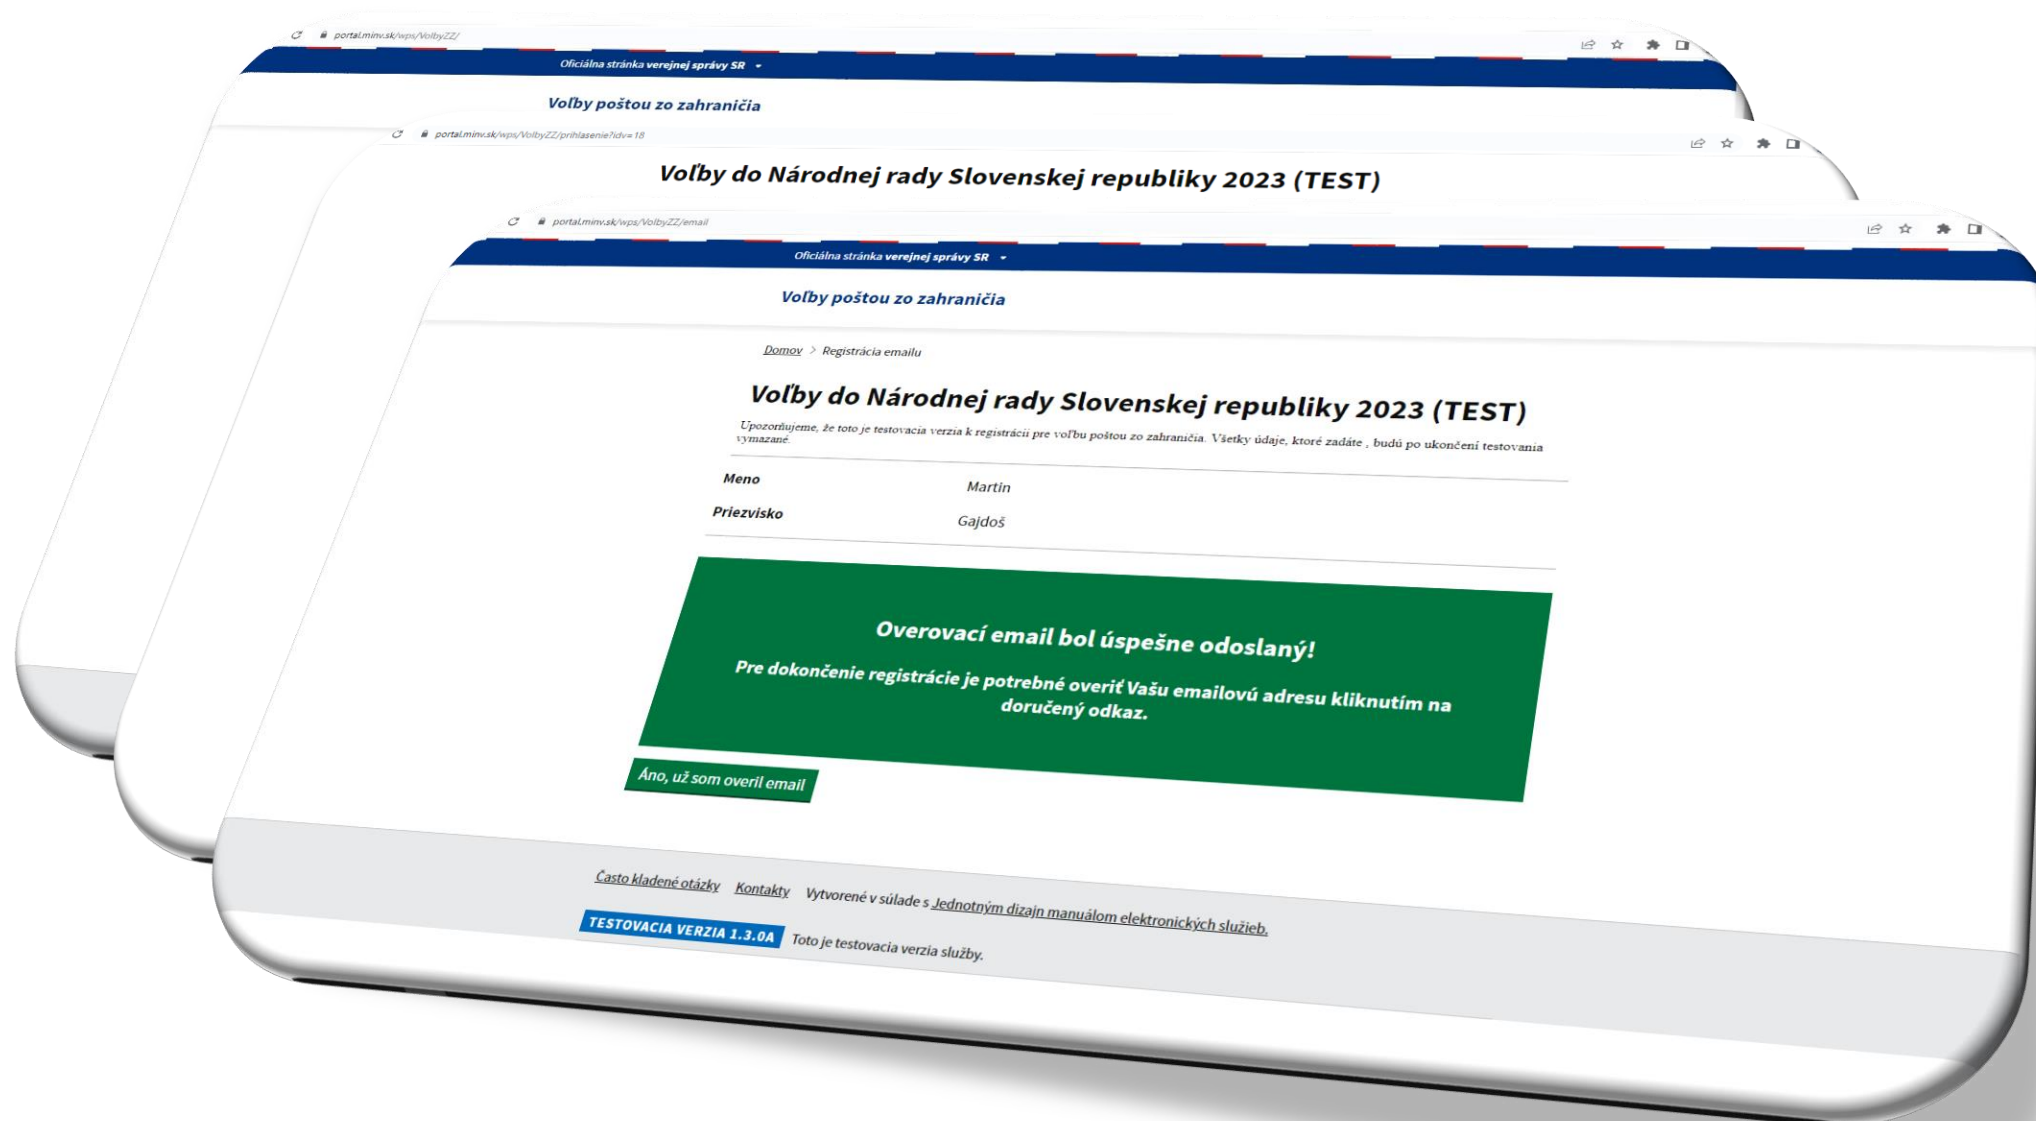 portal.minv.sk/wps/VolbyZZ/
Oficiálna stránka verejnej správy SR
Voľby poštou zo zahraničia
portal.minv.sk/wps/VolbyZZ/prihlasenie?idv=18
Voľby do Národnej rady Slovenskej republiky 2023 (TEST)
portal.minv.sk/wps/VolbyZZ/email
Oficiálna stránka verejnej správy SR
Voľby poštou zo zahraničia
Domov > Registrácia emailu
Voľby do Národnej rady Slovenskej republiky 2023 (TEST)
Upozorňujeme, že toto je testovacia verzia k registrácii pre voľbu poštou zo zahraničia. Všetky údaje, ktoré zadáte , budú po ukončení testovania
vymazané.
Meno Martin
Priezvisko Gajdoš
Overovací email bol úspešne odoslaný!
Pre dokončenie registrácie je potrebné overiť Vašu emailovú adresu kliknutím na
doručený odkaz.
Áno, už som overil email
Často kladené otázky Kontakty Vytvorené v súlade s Jednotným dizajn manuálom elektronických služieb.
TESTOVACIA VERZIA 1.3.0A Toto je testovacia verzia služby.